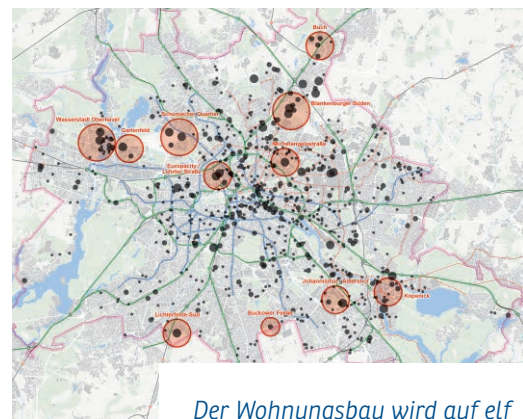 Buch
Blankenburger Süden
Wasserstadt Oberhavel
Schumacher Quartier
Gartenfeld
Michelangelostraße
Europacity/
Lehrter Straße
Johannisthal/Adlershof
Köpenick
Lichterfelde Süd
Buckower Felder
Der Wohnungsbau wird auf elf